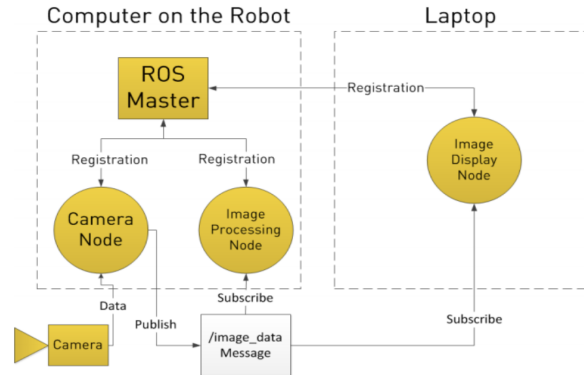 Computer on the Robot
Laptop
ROS
Master
Registration
Registration
Registration
Image
Display
Node
Camera
Node
Image
Processing
Node
Data
Publish
Subscribe
Subscribe
Camera
/image_data
Message